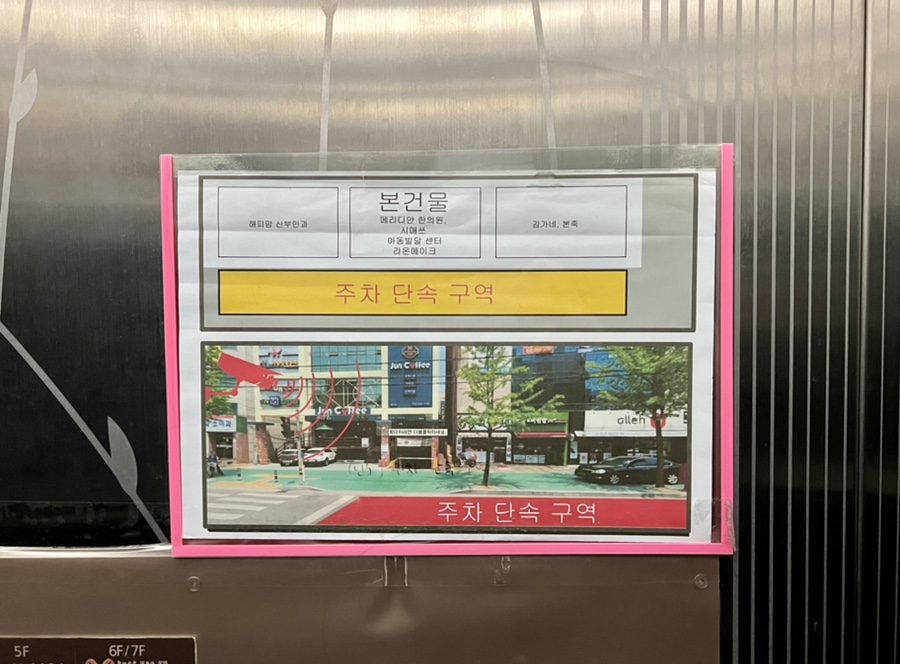 해피맘 산부인과
본건물
메리디안 한의원,
시매쓰
아동발달 센터
라온메이크
김가네, 본죽
주차 단속 구역
Jun Coffee
Jun Coffee
olleh
주차 단속 구역
5F
6F/7F